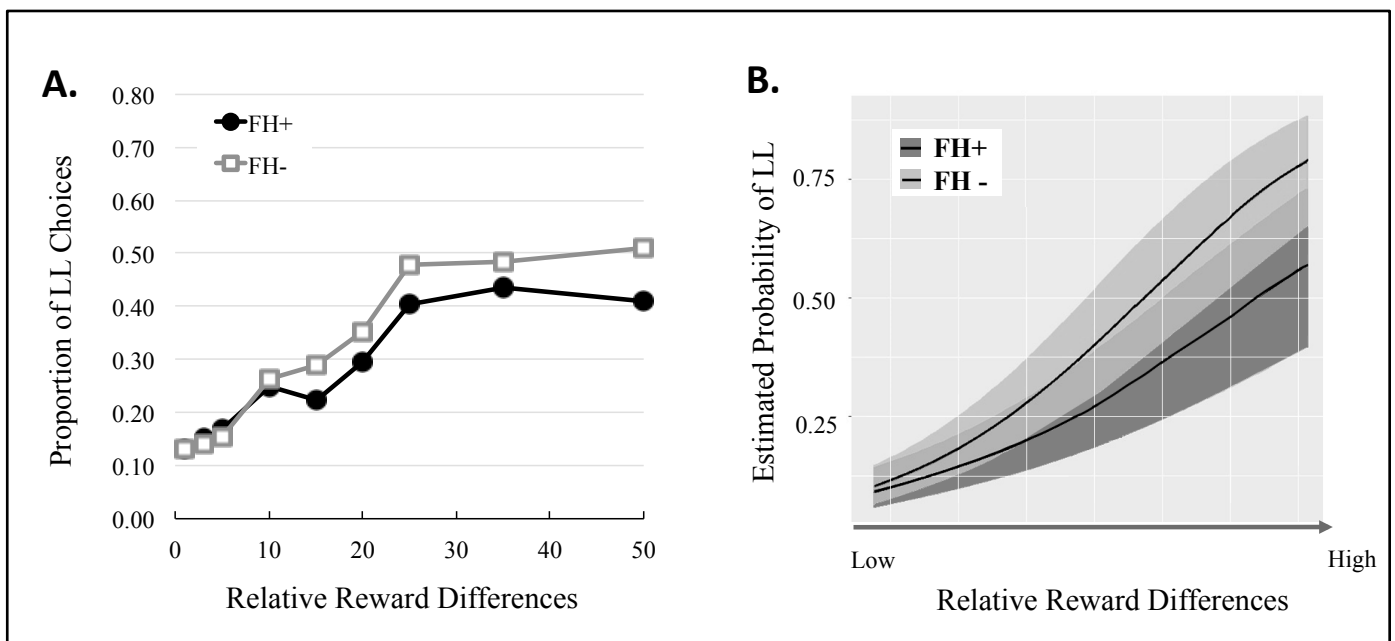 A.
0.80
0.70
0.60
0.50
0.40
0.30
0.20
0.10
0.00
FH+
FH-
Proportion of LL Choices
0
10
20
30
40
50
Relative Reward Differences
B.
FH+
FH -
0.75
0.50
0.25
Estimated Probability of LL
Low
High
Relative Reward Differences